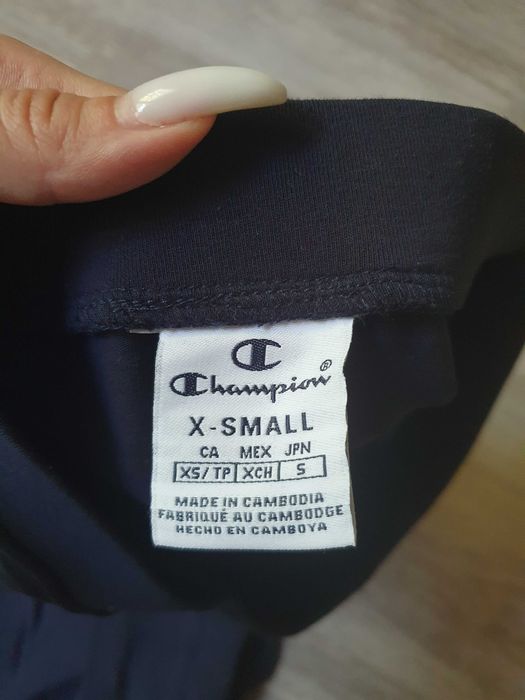 Champion®
X-SMALL
CA MEX JPN
XS/TP XCH S
MADE IN CAMBODIA
FABRIQUÉ AU CAMBODGE
HECHO EN CAMBOYA